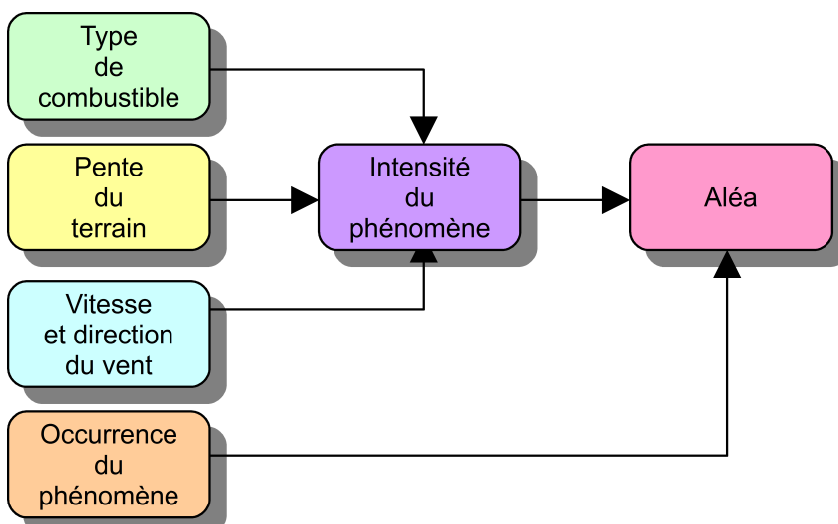 Type
de
combustible
Pente
du
terrain
Intensité
du
phénomène
Aléa
Vitesse
et direction
du vent
Occurrence
du
phénomène